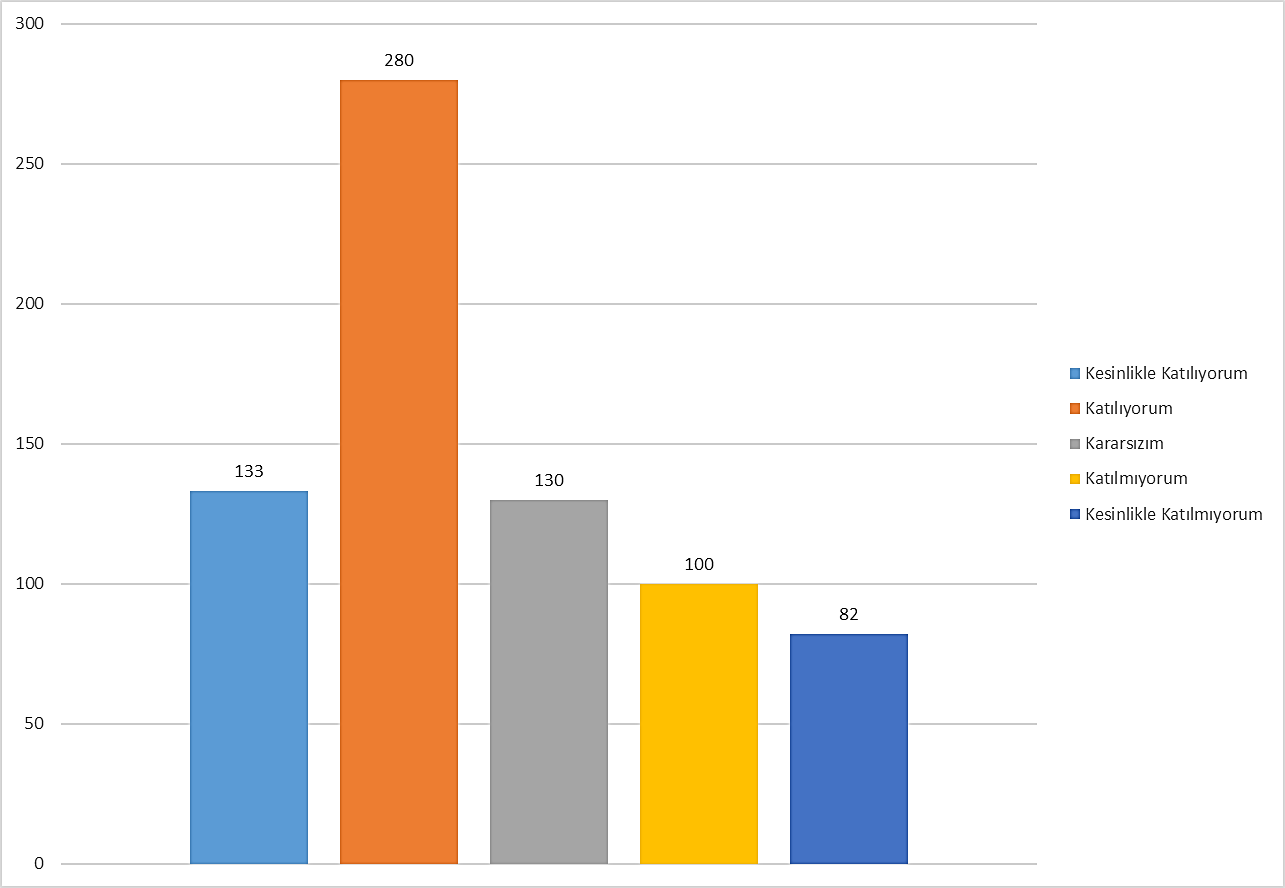 300
280
250
200
150
133
130
100
100
82
50
0
Kesinlikle Katılıyorum
Katılıyorum
Kararsızım
Katılmıyorum
Kesinlikle Katılmıyorum